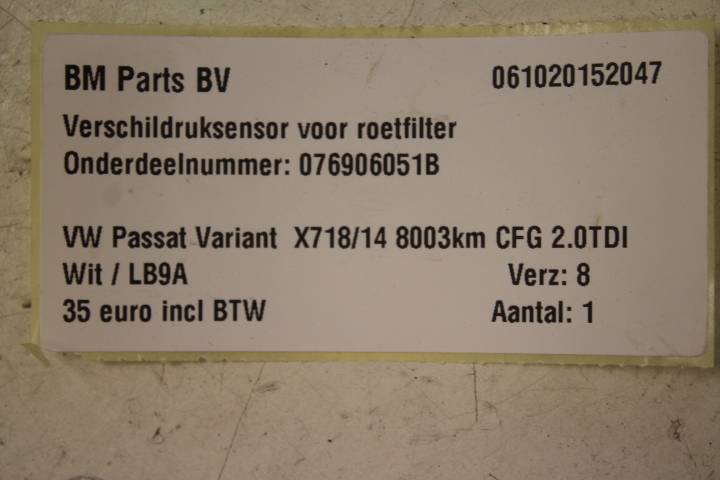 BM Parts BV 061020152047
Verschildruksensor voor roetfilter
Onderdeelnummer: 076906051B
VW Passat Variant X718/14 8003km CFG 2.0TDI
Wit / LB9A Verz: 8
35 euro incl BTW Aantal: 1